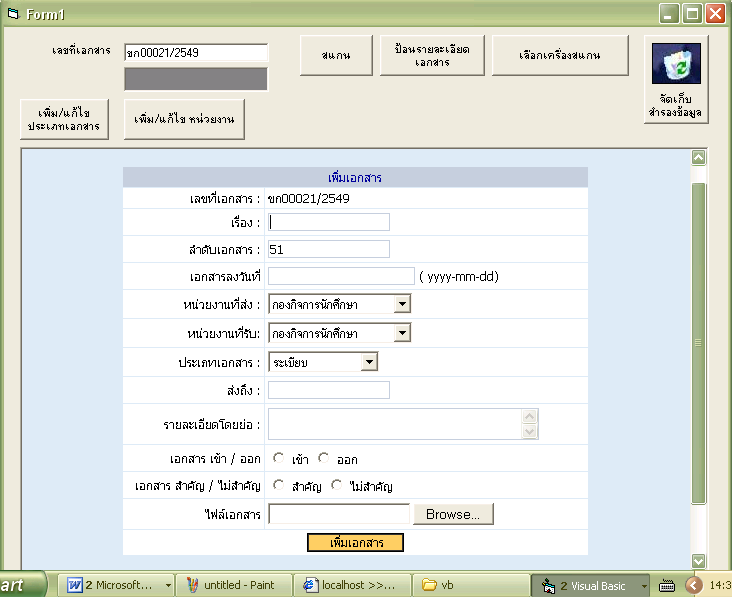 Form1
เลขที่เอกสาร
ขก00021/2549
สแกน
ป้อนรายละเอียด
เอกสาร
เลือกเครื่องสแกน
จัดเก็บ
สำรองข้อมูล
เพิ่ม/แก้ไข
ประเภทเอกสาร
เพิ่ม/แก้ไข หน่วยงาน
เพิ่มเอกสาร
เลขที่เอกสาร : ขก00021/2549
เรื่อง :
ลำดับเอกสาร : 51
เอกสารลงวันที่ ( yyyy-mm-dd)
หน่วยงานที่ส่ง : กองกิจการนักศึกษา
หน่วยงานที่รับ: กองกิจการนักศึกษา
ประเภทเอกสาร : ระเบียบ
ส่งถึง :
รายละเอียดโดยย่อ :
เอกสาร เข้า / ออก เข้า ออก
เอกสาร สำคัญ / ไม่สำคัญ สำคัญ ไม่สำคัญ
ไฟล์เอกสาร Browse...
เพิ่มเอกสาร
art 2 Microsoft... untitled - Paint localhost >>... vb 2 Visual Basic 14:3